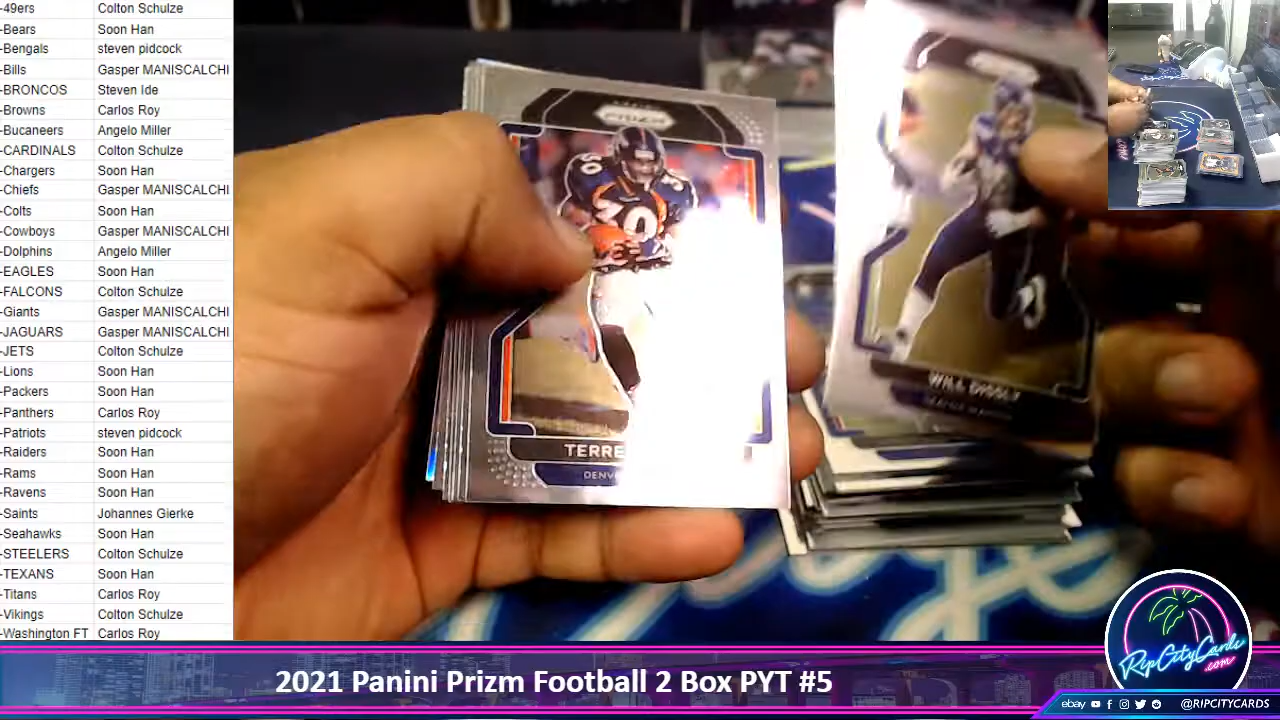 -49ers Colton Schulze
-Bears Soon Han
-Bengals steven pidcock
-Bills Gasper MANISCALCHI
-BRONCOS Steven Ide
-Browns Carlos Roy
-Bucaneers Angelo Miller
-CARDINALS Colton Schulze
-Chargers Soon Han
-Chiefs Gasper MANISCALCHI
-Colts Soon Han
-Cowboys Gasper MANISCALCHI
-Dolphins Angelo Miller
-EAGLES Soon Han
-FALCONS Colton Schulze
-Giants Gasper MANISCALCHI
-JAGUARS Gasper MANISCALCHI
-JETS Colton Schulze
-Lions Soon Han
-Packers Soon Han
-Panthers Carlos Roy
-Patriots steven pidcock
-Raiders Soon Han
-Rams Soon Han
-Ravens Soon Han
-Saints Johannes Gierke
-Seahawks Soon Han
-STEELERS Colton Schulze
-TEXANS Soon Han
-Titans Carlos Roy
-Vikings Colton Schulze
-Washington FT Carlos Roy
PRIZM
30
TERRE
DENV
WILL DISSLY
RipCityCards
.com
2021 Panini Prizm Football 2 Box PYT #5
ebay @RIPCITYCARDS